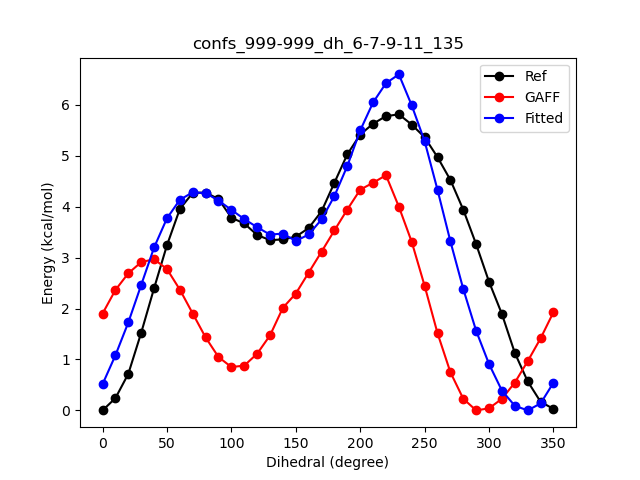 confs_999-999_dh_6-7-9-11_135
Ref
GAFF
Fitted
Energy (kcal/mol)
6
5
4
3
2
1
0
0 50 100 150 200 250 300 350
Dihedral (degree)